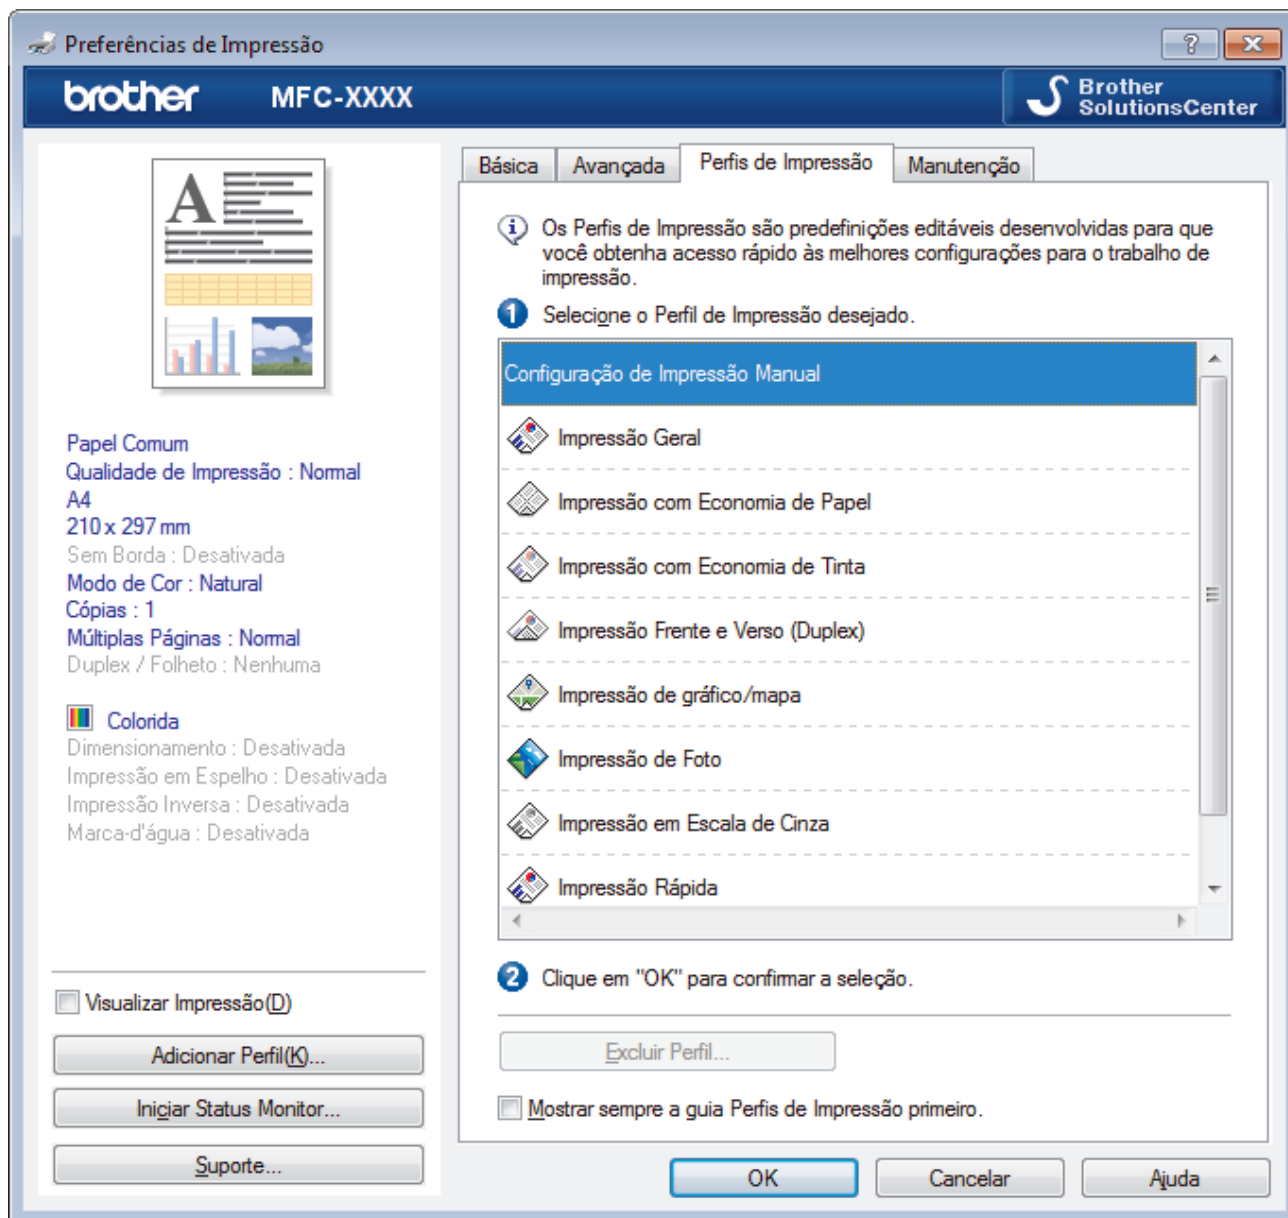 Preferências de Impressão
brother MFC-XXXX
Brother
SolutionsCenter
A
Papel Comum
Qualidade de Impressão : Normal
A4
210 x 297 mm
Sem Borda : Desativada
Modo de Cor : Natural
Cópias : 1
Múltiplas Páginas : Normal
Duplex / Folheto : Nenhuma
Colorida
Dimensionamento : Desativada
Impressão em Espelho : Desativada
Impressão Inversa : Desativada
Marca-d'água : Desativada
Visualizar Impressão(D)
Adicionar Perfil(K)...
Iniciar Status Monitor...
Suporte...
Básica Avançada Perfis de Impressão Manutenção
Os Perfis de Impressão são predefinições editáveis desenvolvidas para que
você obtenha acesso rápido às melhores configurações para o trabalho de
impressão.
1 Selecione o Perfil de Impressão desejado.
Configuração de Impressão Manual
Impressão Geral
Impressão com Economia de Papel
Impressão com Economia de Tinta
Impressão Frente e Verso (Duplex)
Impressão de gráfico/mapa
Impressão de Foto
Impressão em Escala de Cinza
Impressão Rápida
2 Clique em "OK" para confirmar a seleção.
Excluir Perfil...
Mostrar sempre a guia Perfis de Impressão primeiro.
OK Cancelar Ajuda